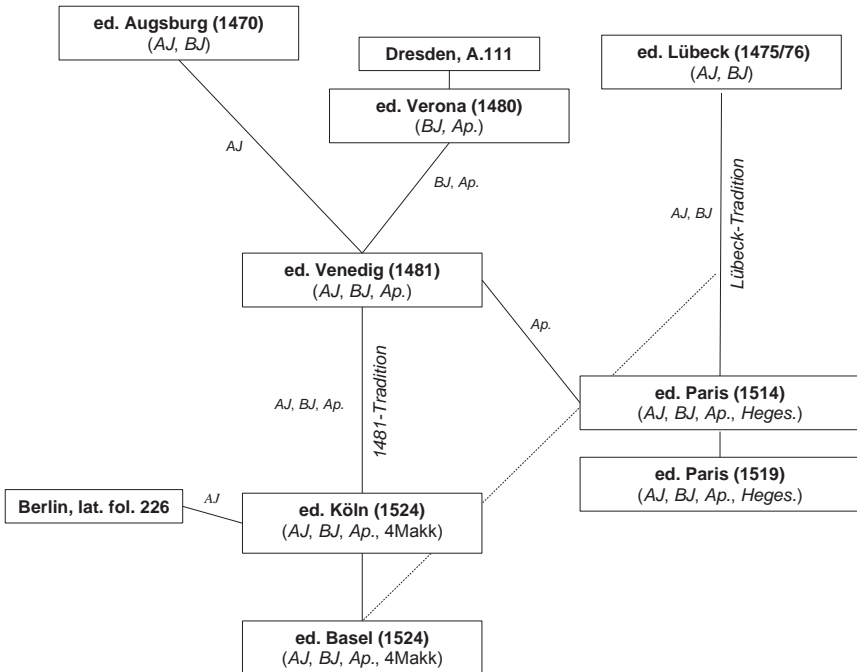 ed. Augsburg (1470)
(AJ, BJ)
Dresden, A.111
ed. Lübeck (1475/76)
(AJ, BJ)
ed. Verona (1480)
(BJ, Ap.)
AJ
BJ, Ap.
AJ, BJ
Lübeck-Tradition
ed. Venedig (1481)
(AJ, BJ, Ap.)
Ap.
AJ, BJ, Ap.
1481-Tradition
ed. Paris (1514)
(AJ, BJ, Ap., Heges.)
ed. Paris (1519)
(AJ, BJ, Ap., Heges.)
Berlin, lat. fol. 226
AJ
ed. Köln (1524)
(AJ, BJ, Ap., 4Makk)
ed. Basel (1524)
(AJ, BJ, Ap., 4Makk)